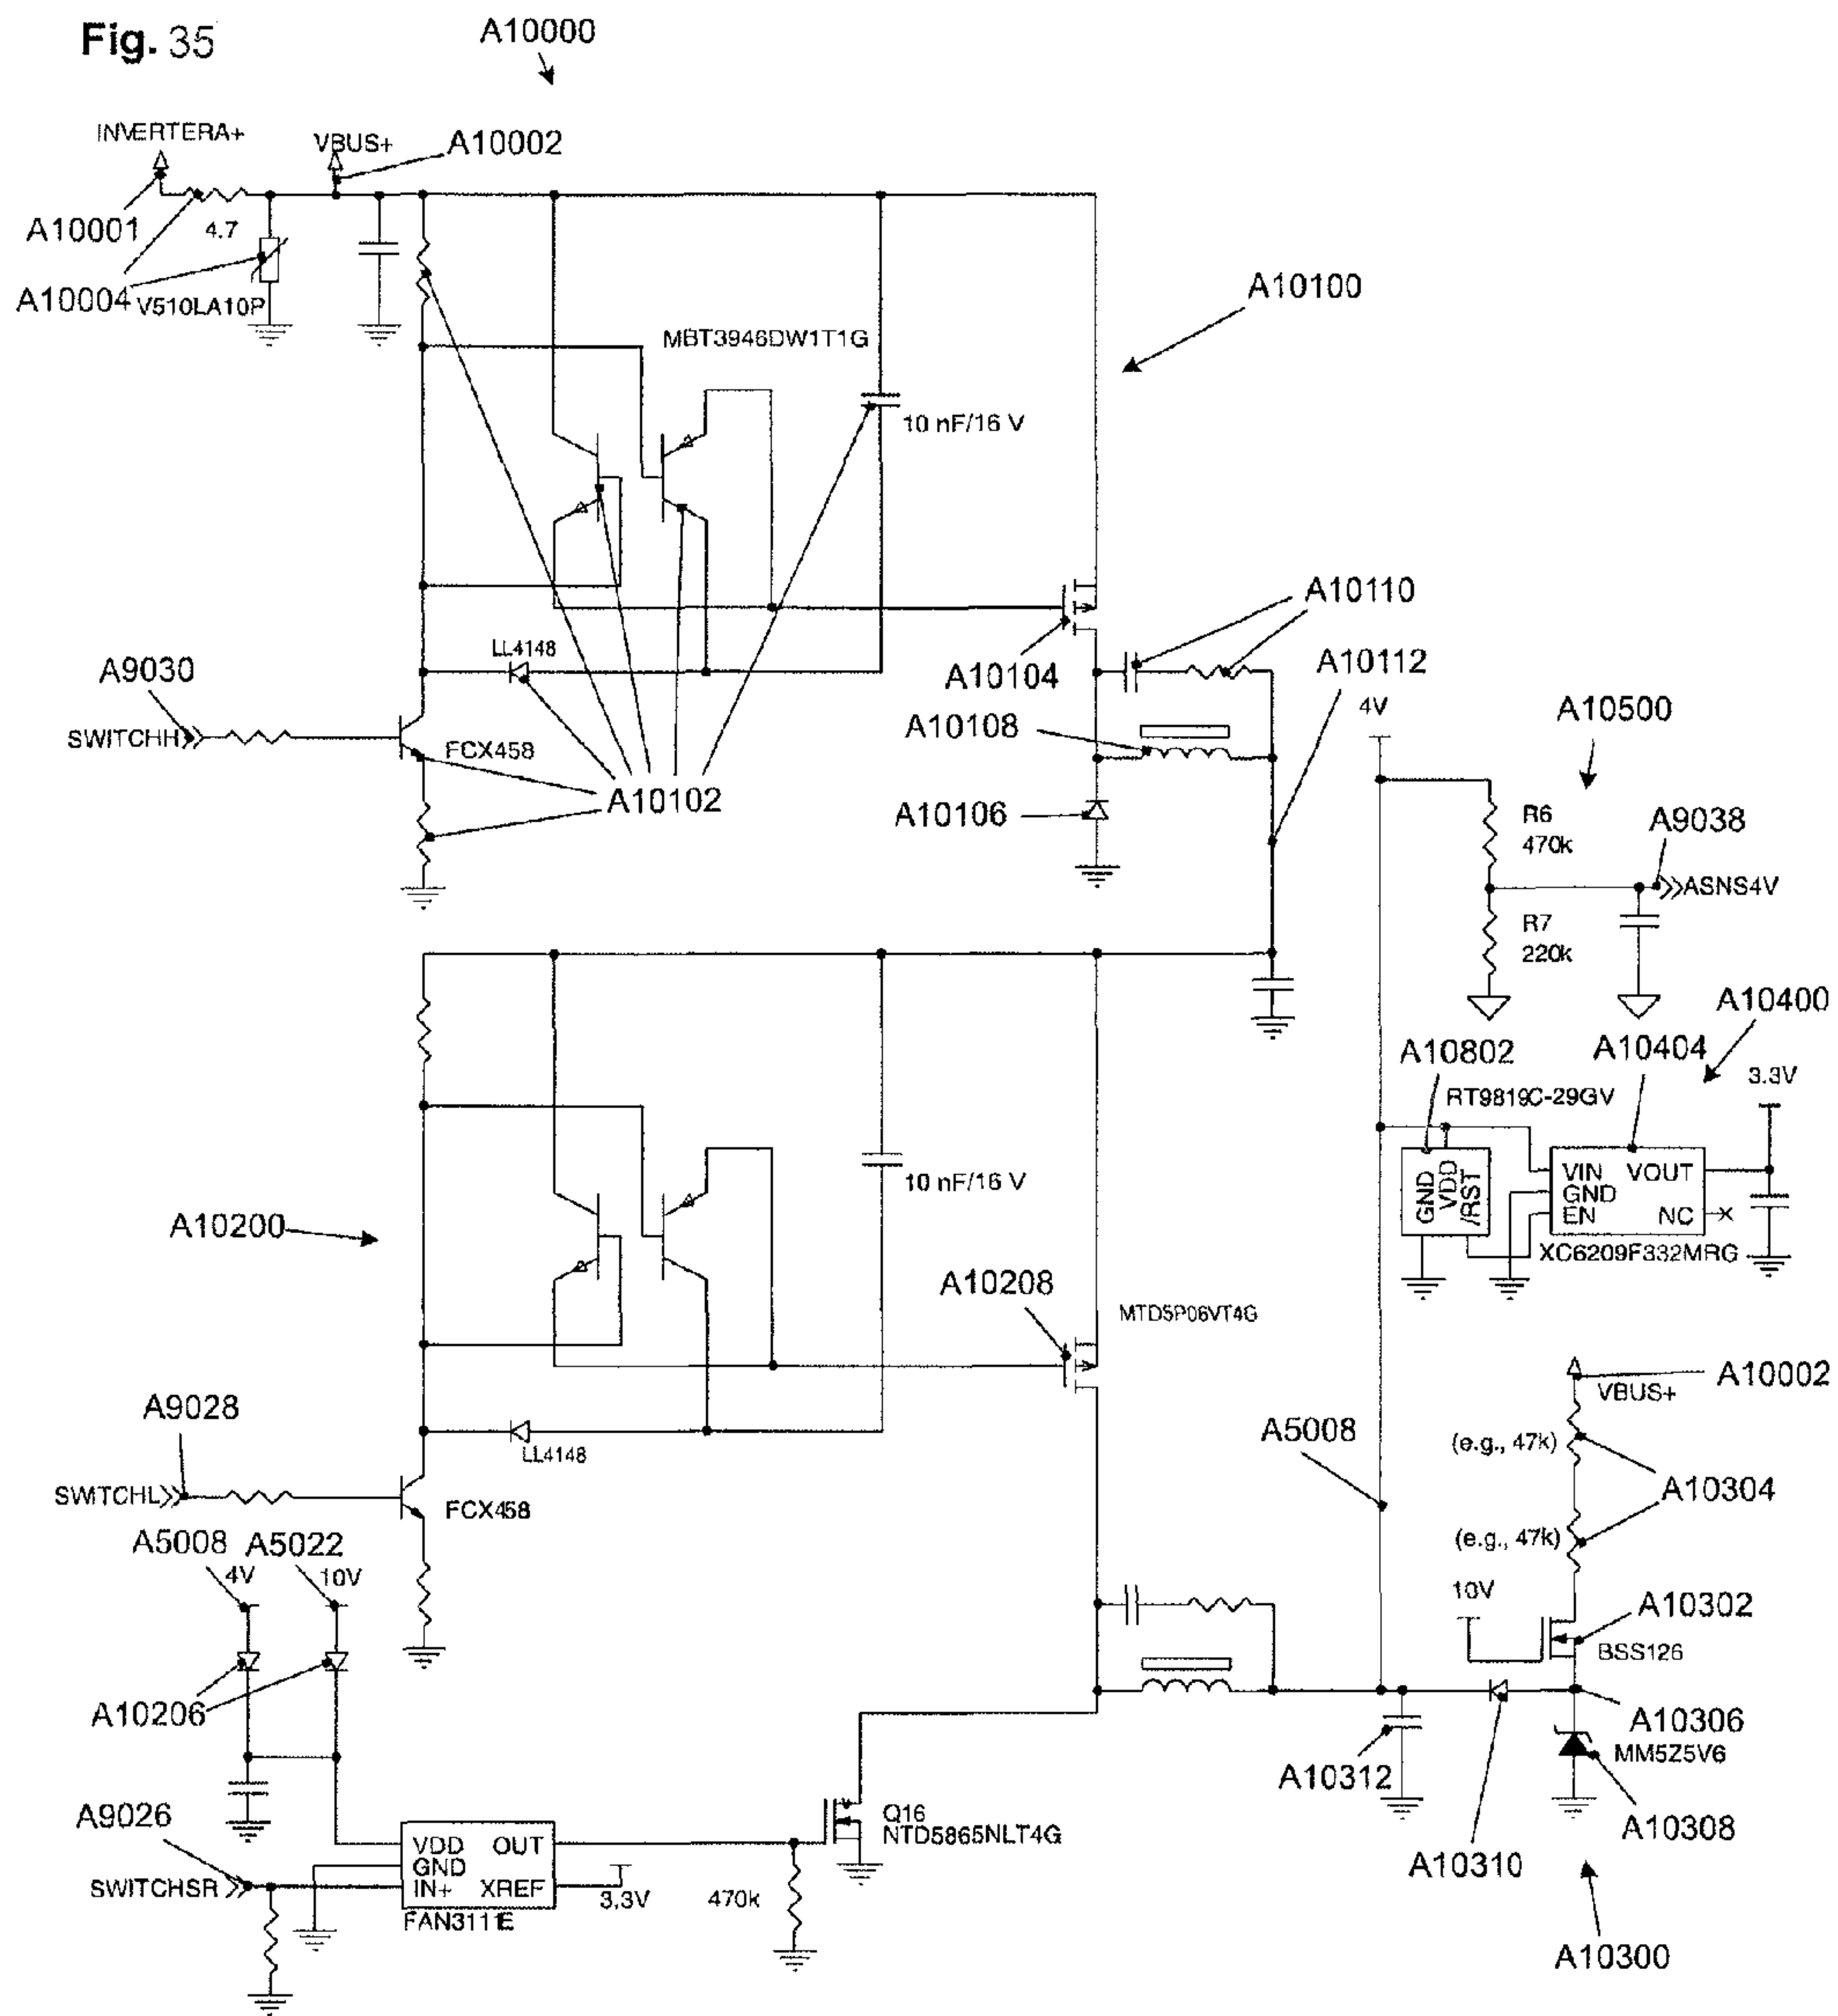 Fig. 35
A10000
INVERTERA+
VBUS+
A10002
A10001
4.7
A10004
V510LA10P
A10100
MBT3946DW1T1G
10 nF/16 V
A10110
A9030
LL4148
A10104
A10112
SWITCHH
FCX458
A10108
4V
A10500
A10102
A10106
R6
470k
A9038
ASNS4V
R7
220k
A10400
A10802
A10404
3.3V
RT9819C-29GV
GND
VDD
/RST
VIN VOUT
GND
EN NC
XC6209F332MRG
10 nF/16 V
A10200
A10208
MTD5P06VT4G
A10002
VBUS+
A9028
LL4148
A5008
(e.g., 47k)
A10304
SWITCHL
FCX458
(e.g., 47k)
A5008
A5022
4V
10V
10V
A10302
BSS126
A10206
A10306
MM5Z5V6
A10312
A9026
Q16
NTD5865NLT4G
A10308
VDD OUT
GND
IN+ XREF
A10310
SWITCHSR
3.3V
470k
FAN3111E
A10300